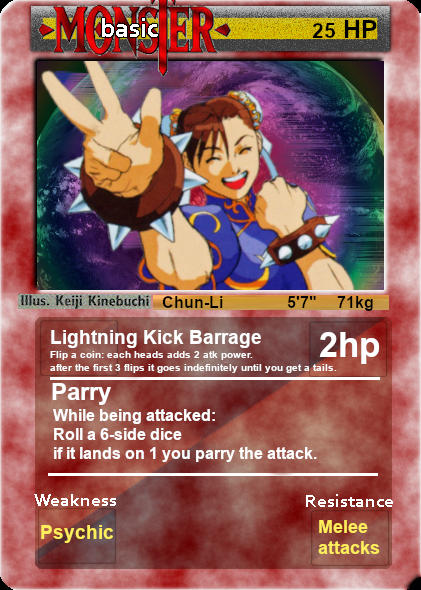 MONSTER
basic
25 HP
Illus. Keiji Kinebuchi
Chun-Li 5'7" 71kg
Lightning Kick Barrage 2hp
Flip a coin: each heads adds 2 atk power.
after the first 3 flips it goes indefinitely until you get a tails.
Parry
While being attacked:
Roll a 6-side dice
if it lands on 1 you parry the attack.
Weakness
Resistance
Psychic
Melee
attacks